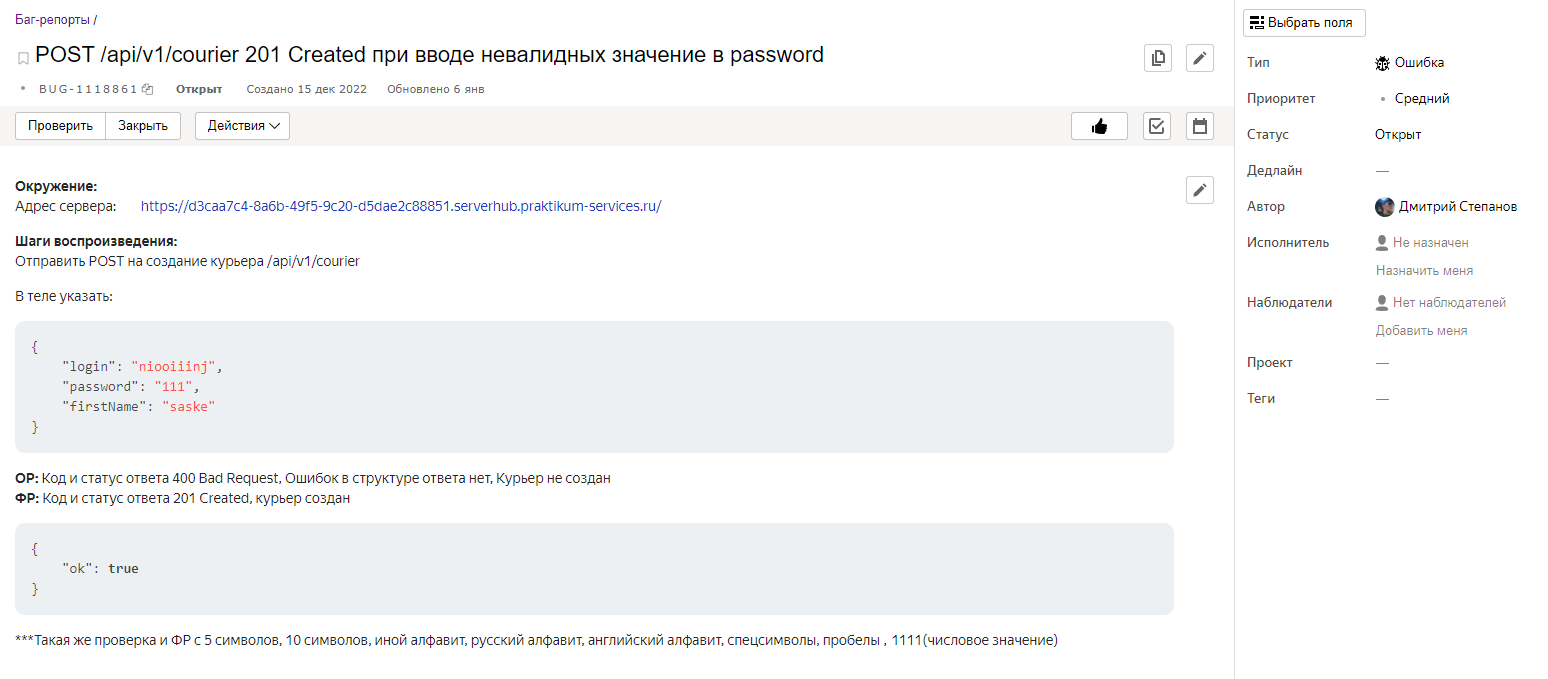 Баг-репорты /
POST /api/v1/courier 201 Created при вводе невалидных значение в password
BUG-1118861 Открыт Создано 15 дек 2022 Обновлено 6 янв
Проверить Закрыть Действия
Окружение:
Адрес сервера: https://d3caa7c4-8a6b-49f5-9c20-d5dae2c88851.serverhub.praktikum-services.ru/
Шаги воспроизведения:
Отправить POST на создание курьера /api/v1/courier
В теле указать:
{
"login": "niooiiinj",
"password": "111",
"firstName": "saske"
}
ОР: Код и статус ответа 400 Bad Request, Ошибок в структуре ответа нет, Курьер не создан
ФР: Код и статус ответа 201 Created, курьер создан
{
"ok": true
}
***Такая же проверка и ФР с 5 символов, 10 символов, иной алфавит, русский алфавит, английский алфавит, спецсимволы, пробелы , 1111(числовое значение)
Выбрать поля
Тип Ошибка
Приоритет Средний
Статус Открыт
Дедлайн —
Автор Дмитрий Степанов
Исполнитель Не назначен
Назначить меня
Наблюдатели Нет наблюдателей
Добавить меня
Проект —
Теги —